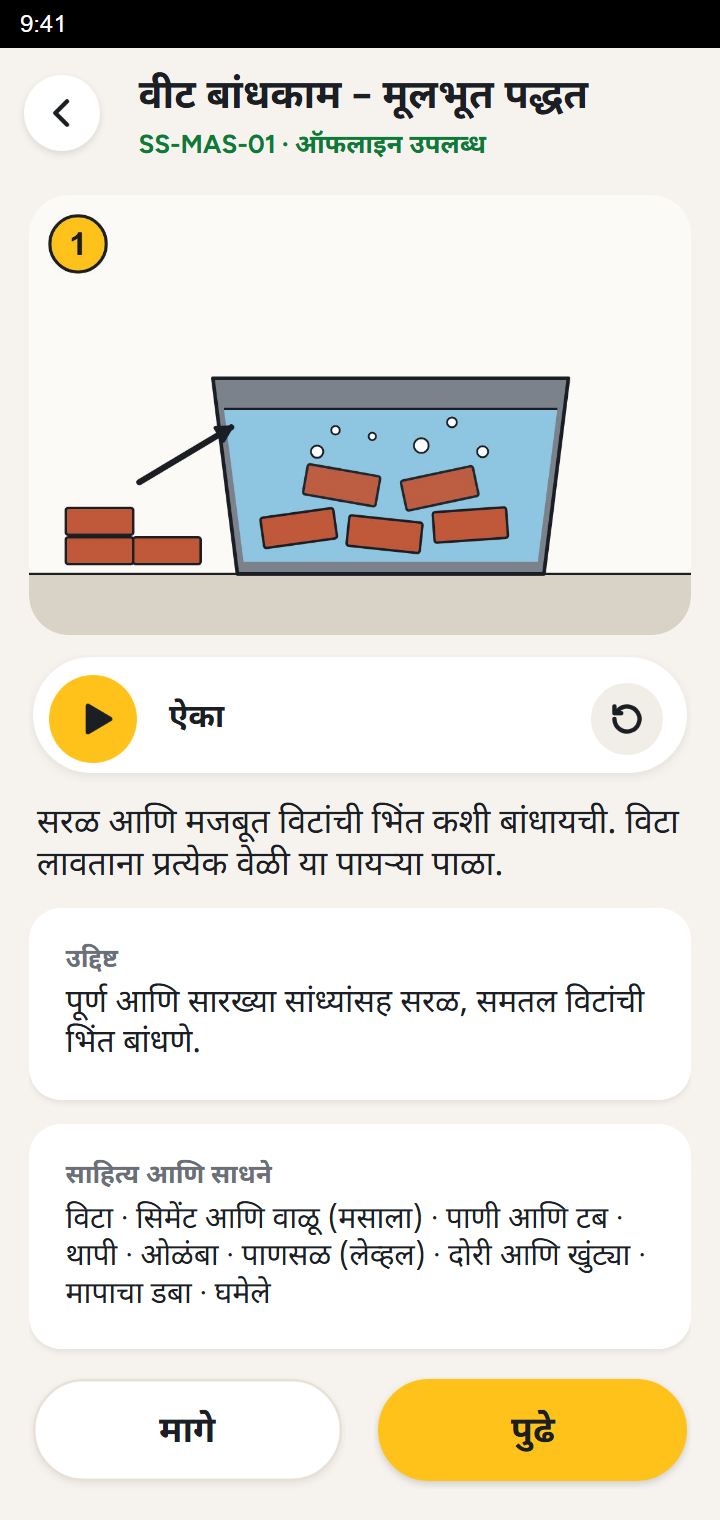 9:41
वीट बांधकाम – मूलभूत पद्धत
SS-MAS-01 · ऑफलाइन उपलब्ध
1
ऐका
सरळ आणि मजबूत विटांची भिंत कशी बांधायची. विटा
लावताना प्रत्येक वेळी या पायऱ्या पाळा.
उद्दिष्ट
पूर्ण आणि सारख्या सांध्यांसह सरळ, समतल विटांची
भिंत बांधणे.
साहित्य आणि साधने
विटा · सिमेंट आणि वाळू (मसाला) · पाणी आणि टब ·
थापी · ओळंबा · पाणसळ (लेव्हल) · दोरी आणि खुंट्या ·
मापाचा डबा · घमेले
मागे
पुढे